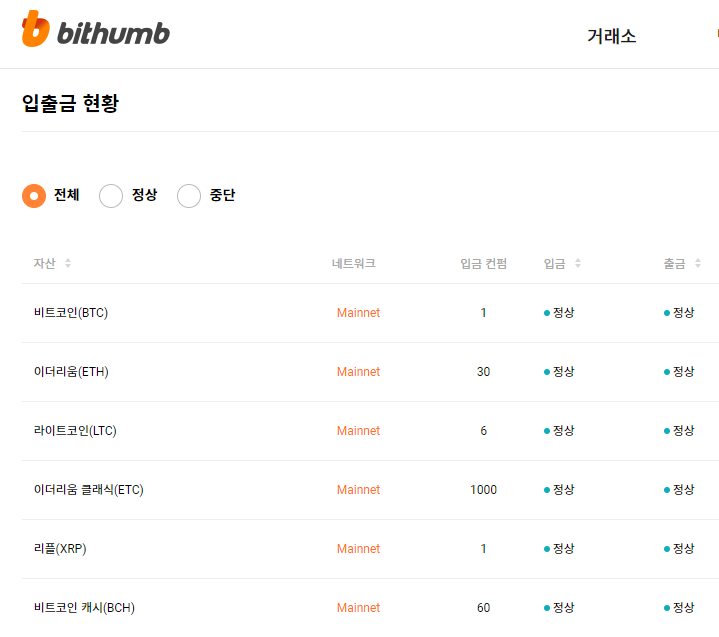 bithumb
거래소
입출금 현황
전체 정상 중단
자산 네트워크 입금 컨펌 입금 출금
비트코인(BTC) Mainnet 1 정상 정상
이더리움(ETH) Mainnet 30 정상 정상
라이트코인(LTC) Mainnet 6 정상 정상
이더리움 클래식(ETC) Mainnet 1000 정상 정상
리플(XRP) Mainnet 1 정상 정상
비트코인 캐시(BCH) Mainnet 60 정상 정상